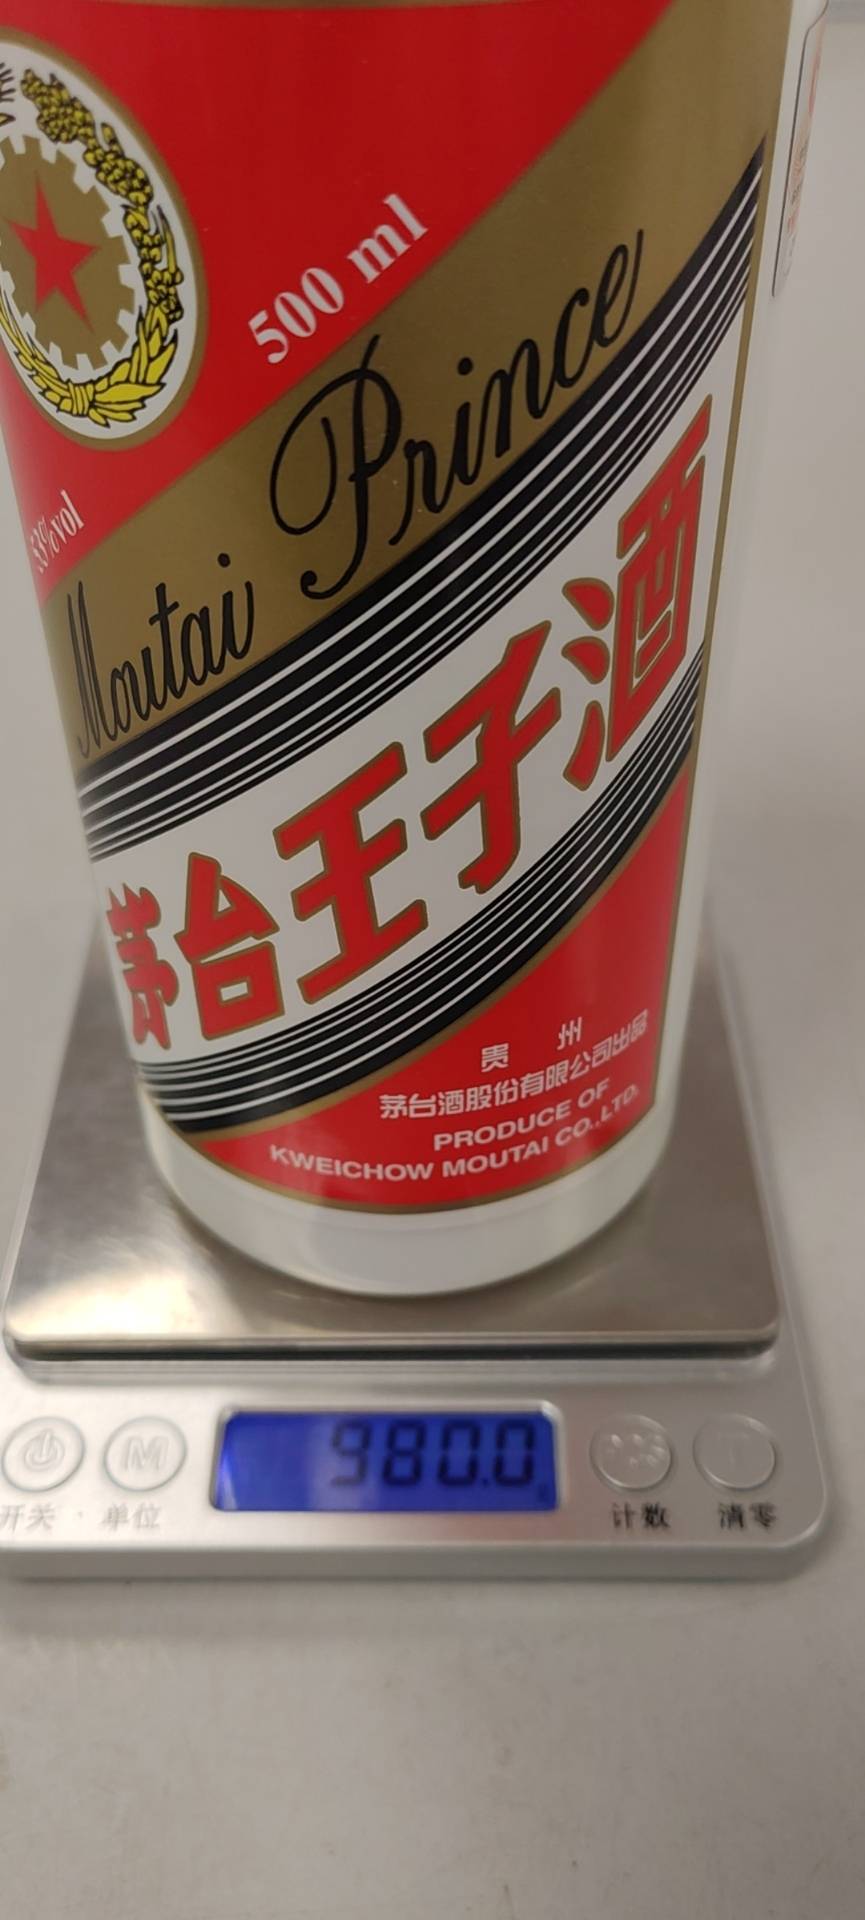 500 ml
53%vol
Moutai Prince
茅台王子酒
贵 州
茅台酒股份有限公司出品
PRODUCE OF
KWEICHOW MOUTAI CO.,LTD.
980.0
M
T
开关 单位 计数 清零